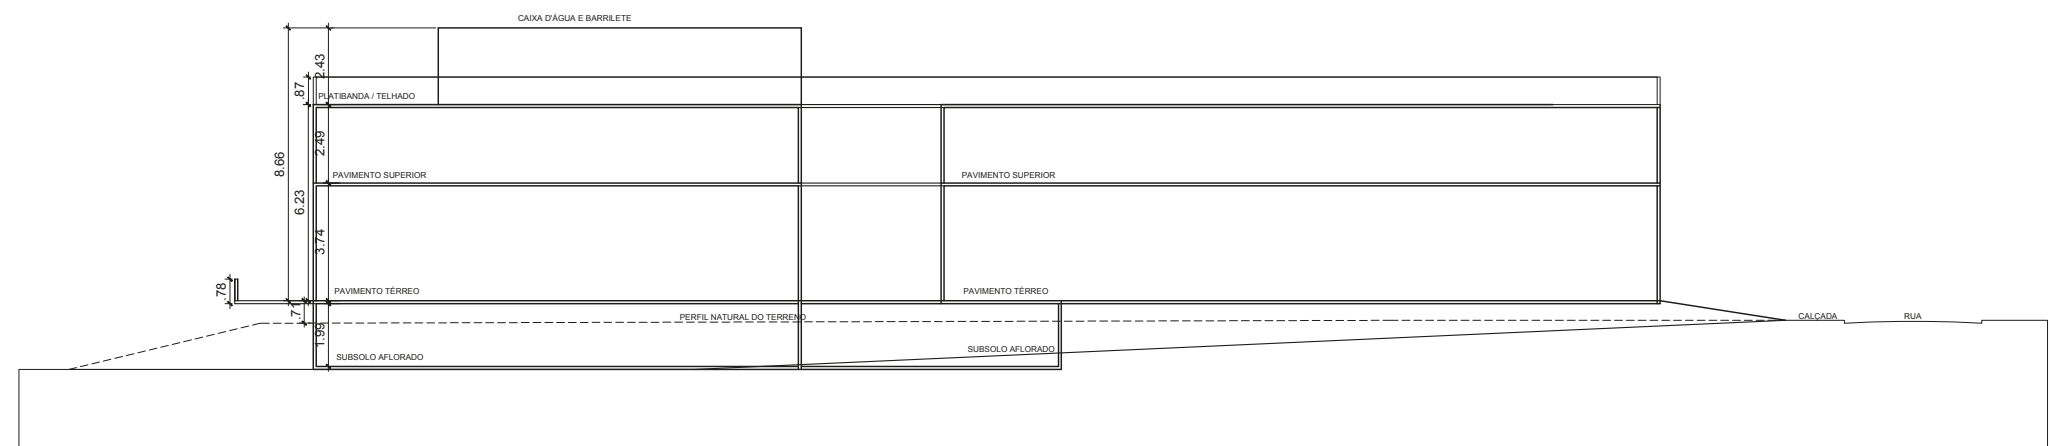 CAIXA D'ÁGUA E BARRILETE
2.43
.87
PLATIBANDA / TELHADO
2.49
8.66
PAVIMENTO SUPERIOR
PAVIMENTO SUPERIOR
6.23
3.74
.78
PAVIMENTO TÉRREO
PAVIMENTO TÉRREO
.71
PERFIL NATURAL DO TERRENO
CALÇADA
RUA
1.99
SUBSOLO AFLORADO
SUBSOLO AFLORADO